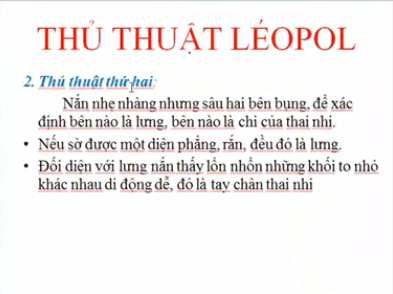 THỦ THUẬT LÉOPOL
2. Thủ thuật thứ hai:
Nắn nhẹ nhàng nhưng sâu hai bên bụng, để xác
định bên nào là lưng, bên nào là chi của thai nhi.
• Nếu sờ được một diện phẳng, rắn, đều đó là lưng.
• Đối diện với lưng nắn thấy lổn nhổn những khối to nhỏ
khác nhau di động dễ, đó là tay chân thai nhi